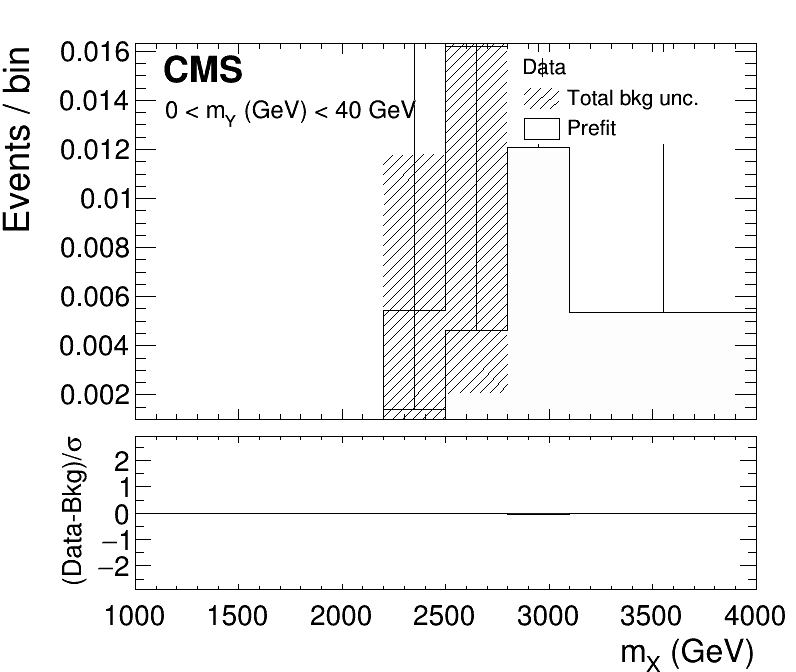 CMS
0 < mY (GeV) < 40 GeV
Data
Total bkg unc.
Prefit
Events / bin
0.016
0.014
0.012
0.01
0.008
0.006
0.004
0.002
(Data-Bkg)/σ
2
1
0
−1
−2
1000 1500 2000 2500 3000 3500 4000
mX (GeV)